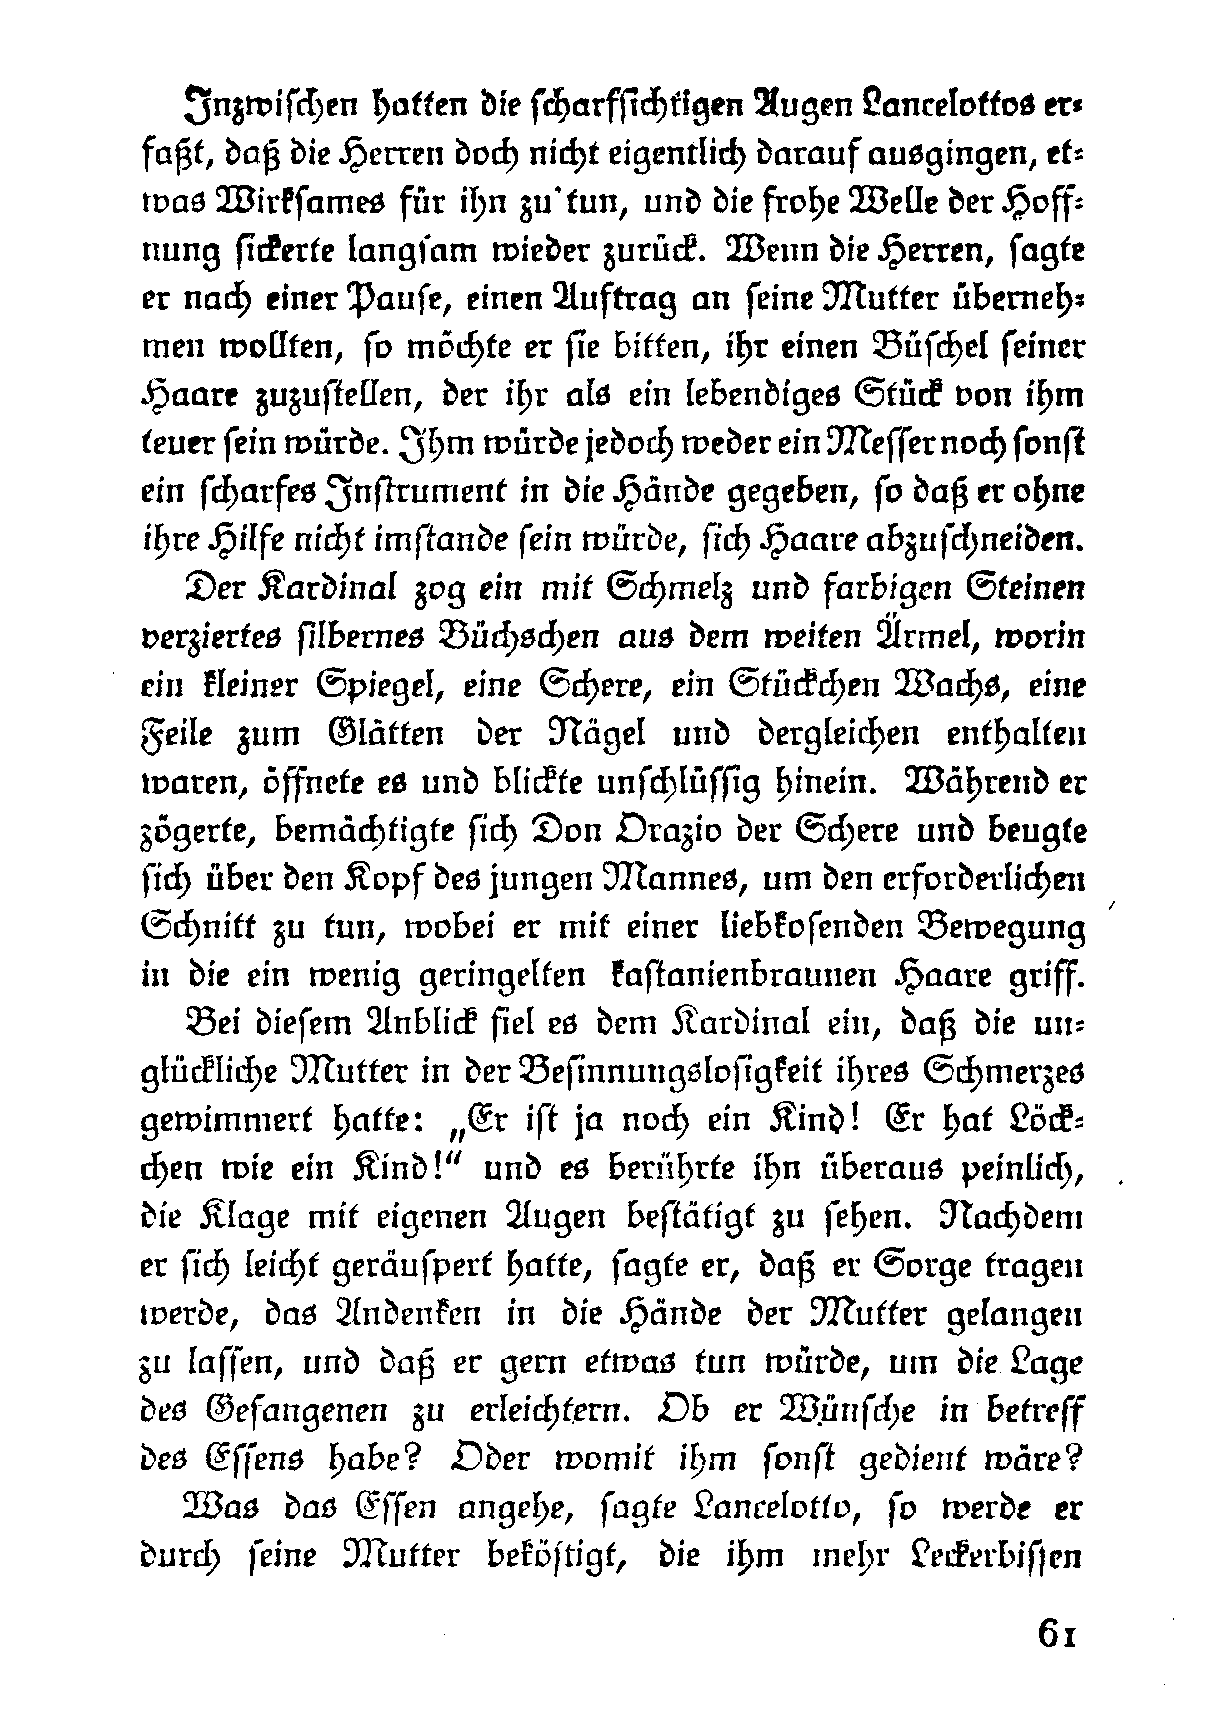 Inzwischen hatten die scharfsichtigen Augen Lancelottos er-
faßt, daß die Herren doch nicht eigentlich darauf ausgingen, et-
was Wirksames für ihn zu tun, und die frohe Welle der Hoff-
nung sickerte langsam wieder zurück. Wenn die Herren, sagte
er nach einer Pause, einen Auftrag an seine Mutter überneh-
men wollten, so möchte er sie bitten, ihr einen Büschel seiner
Haare zuzustellen, der ihr als ein lebendiges Stück von ihm
teuer sein würde. Ihm würde jedoch weder ein Messer noch sonst
ein scharfes Instrument in die Hände gegeben, so daß er ohne
ihre Hilfe nicht imstande sein würde, sich Haare abzuschneiden.
Der Kardinal zog ein mit Schmelz und farbigen Steinen
verziertes silbernes Büchschen aus dem weiten Ärmel, worin
ein kleiner Spiegel, eine Schere, ein Stückchen Wachs, eine
Feile zum Glätten der Nägel und dergleichen enthalten
waren, öffnete es und blickte unschlüssig hinein. Während er
zögerte, bemächtigte sich Don Orazio der Schere und beugte
sich über den Kopf des jungen Mannes, um den erforderlichen
Schnitt zu tun, wobei er mit einer liebkosenden Bewegung
in die ein wenig geringelten kastanienbraunen Haare griff.
Bei diesem Anblick fiel es dem Kardinal ein, daß die un-
glückliche Mutter in der Besinnungslosigkeit ihres Schmerzes
gewimmert hatte: „Er ist ja noch ein Kind! Er hat Löck-
chen wie ein Kind!“ und es berührte ihn überaus peinlich,
die Klage mit eigenen Augen bestätigt zu sehen. Nachdem
er sich leicht geräuspert hatte, sagte er, daß er Sorge tragen
werde, das Andenken in die Hände der Mutter gelangen
zu lassen, und daß er gern etwas tun würde, um die Lage
des Gefangenen zu erleichtern. Ob er Wünsche in betreff
des Essens habe? Oder womit ihm sonst gedient wäre?
Was das Essen angehe, sagte Lancelotto, so werde er
durch seine Mutter beköstigt, die ihm mehr Leckerbissen
61